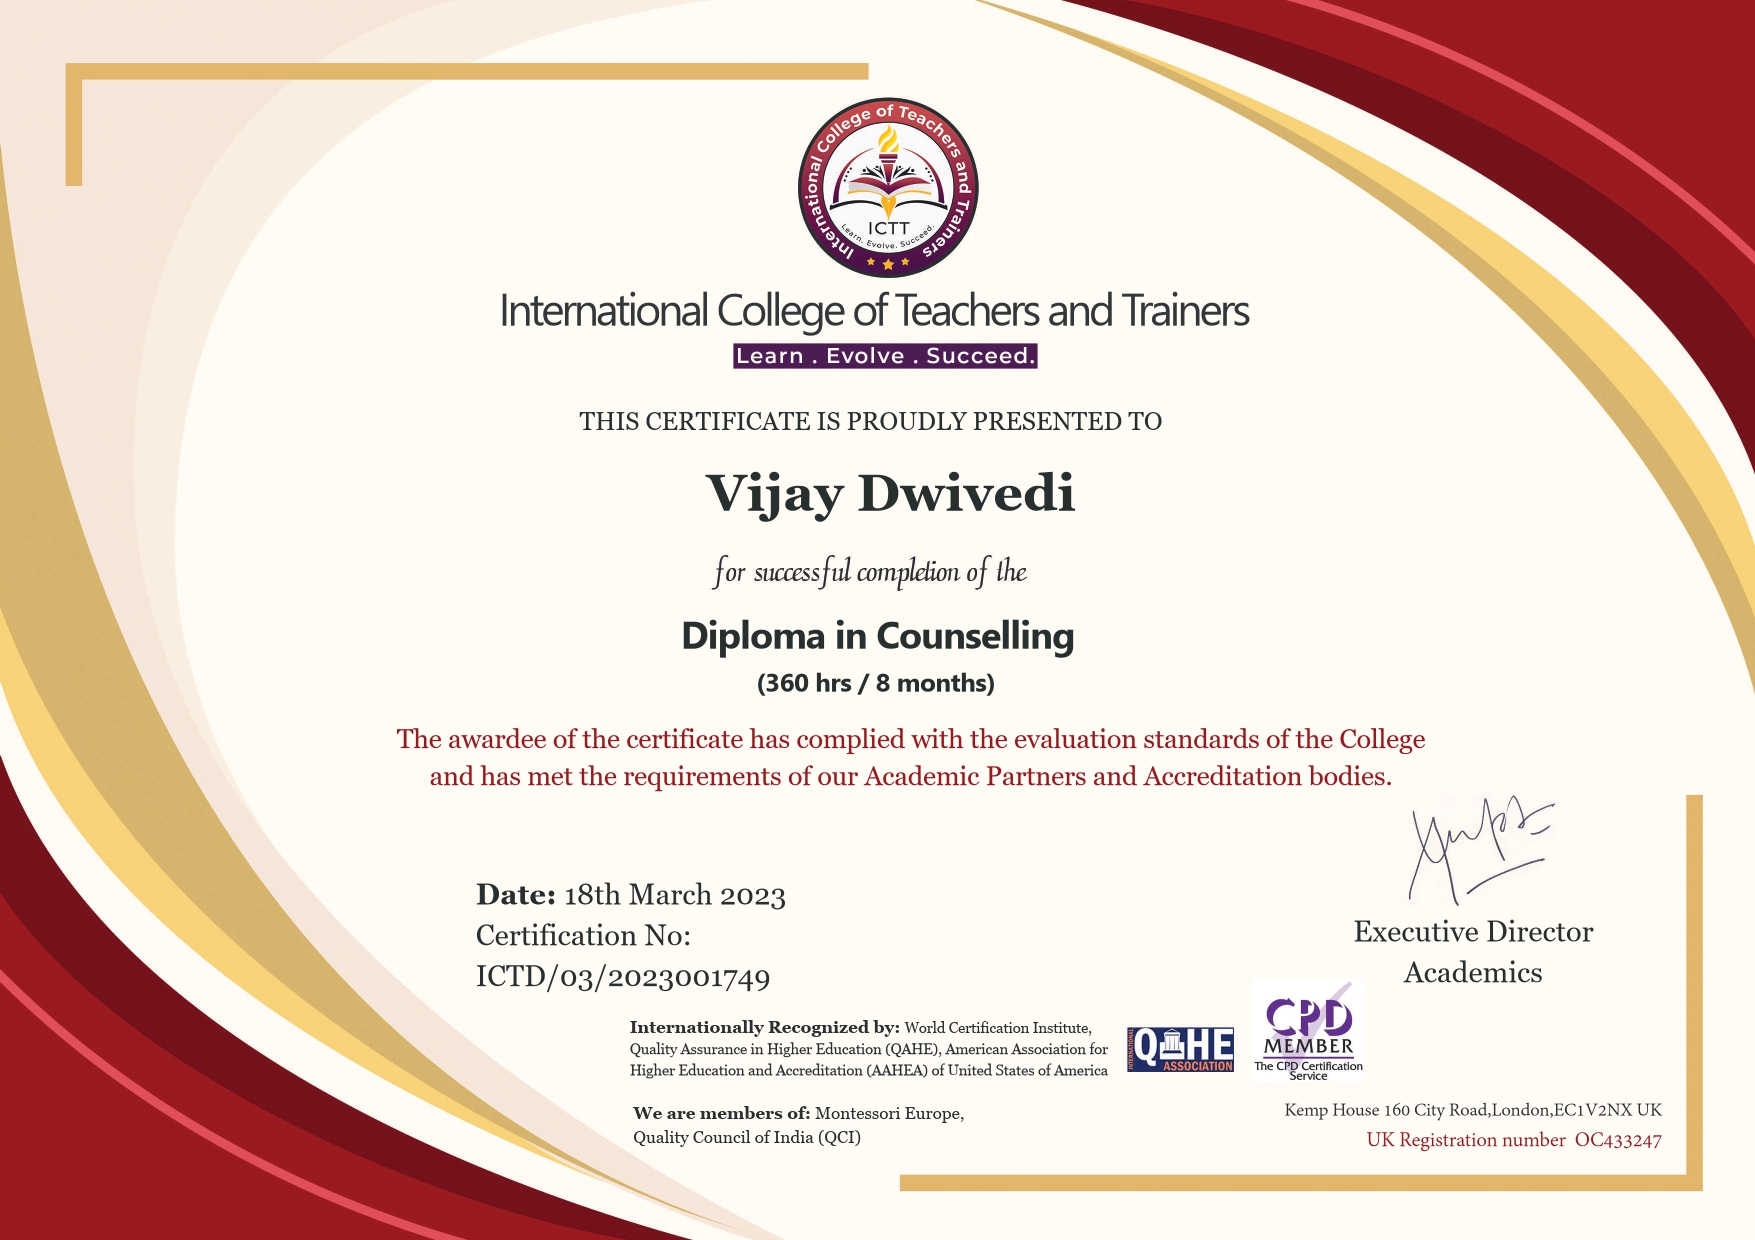 International College of Teachers and Trainers
ICTT
Learn. Evolve. Succeed.
International College of Teachers and Trainers
Learn . Evolve . Succeed.
THIS CERTIFICATE IS PROUDLY PRESENTED TO
Vijay Dwivedi
for successful completion of the
Diploma in Counselling
(360 hrs / 8 months)
The awardee of the certificate has complied with the evaluation standards of the College
and has met the requirements of our Academic Partners and Accreditation bodies.
Date: 18th March 2023
Certification No:
ICTD/03/2023001749
Executive Director
Academics
Internationally Recognized by: World Certification Institute,
Quality Assurance in Higher Education (QAHE), American Association for
Higher Education and Accreditation (AAHEA) of United States of America
INTERNATIONAL
QAHE
ASSOCIATION
CPD
MEMBER
The CPD Certification
Service
We are members of: Montessori Europe,
Quality Council of India (QCI)
Kemp House 160 City Road,London,EC1V2NX UK
UK Registration number OC433247